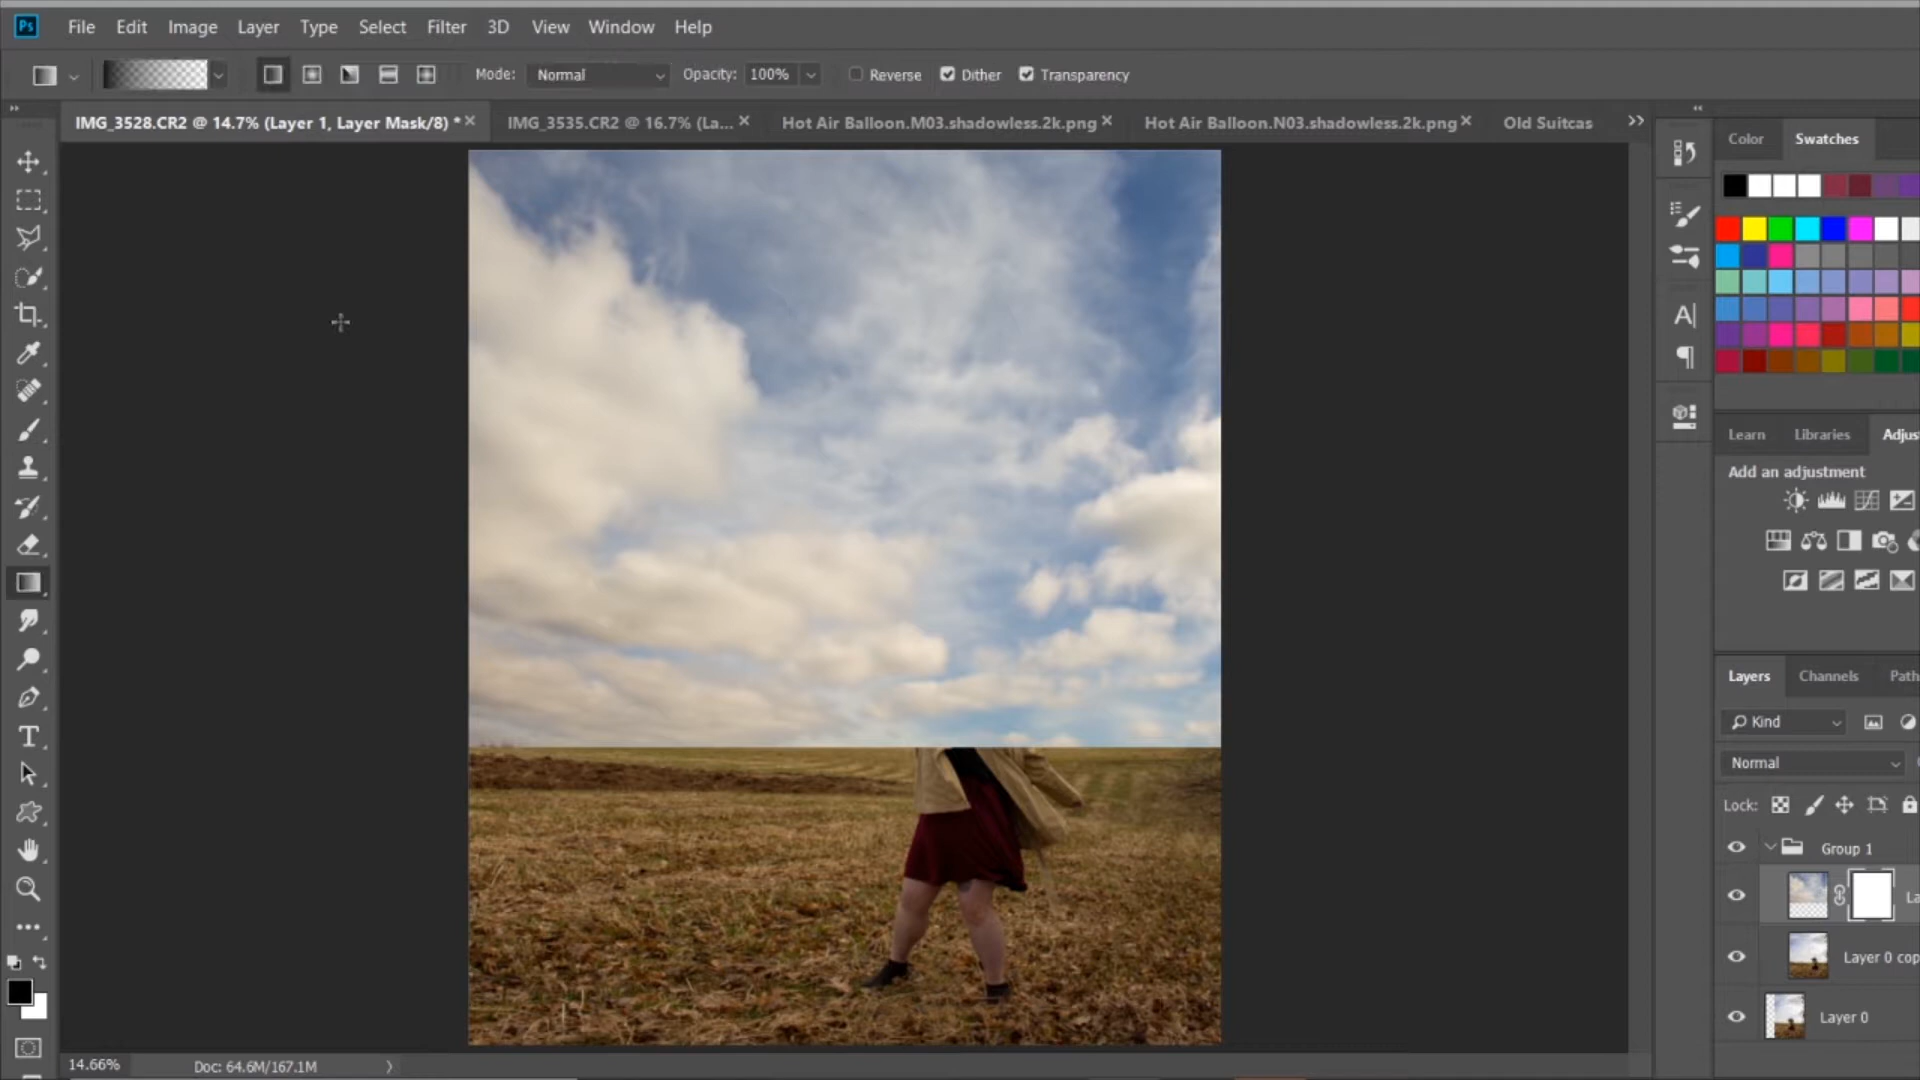 Ps File Edit Image Layer Type Select Filter 3D View Window Help
Mode: Normal Opacity: 100% Reverse Dither Transparency
IMG_3528.CR2 @ 14.7% (Layer 1, Layer Mask/8) * × IMG_3535.CR2 @ 16.7% (La... × Hot Air Balloon.M03.shadowless.2k.png × Hot Air Balloon.N03.shadowless.2k.png × Old Suitcas
Color Swatches
Learn Libraries Adjus
Add an adjustment
Layers Channels Path
Kind
Normal
Lock:
Group 1
La
Layer 0 cop
Layer 0
14.66% Doc: 64.6M/167.1M